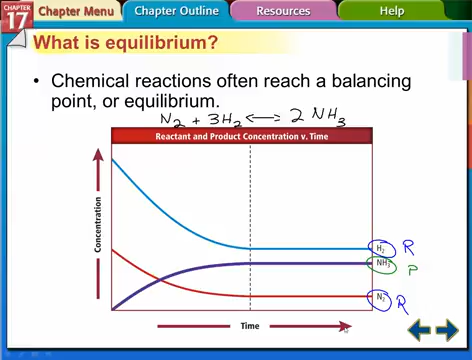 CHAPTER
17
Chapter Menu
Chapter Outline
Resources
Help
What is equilibrium?
• Chemical reactions often reach a balancing
point, or equilibrium.
N₂ + 3H₂ ⟷ 2 NH₃
Reactant and Product Concentration v. Time
Concentration
H₂ R
NH₃ P
N₂ R
Time